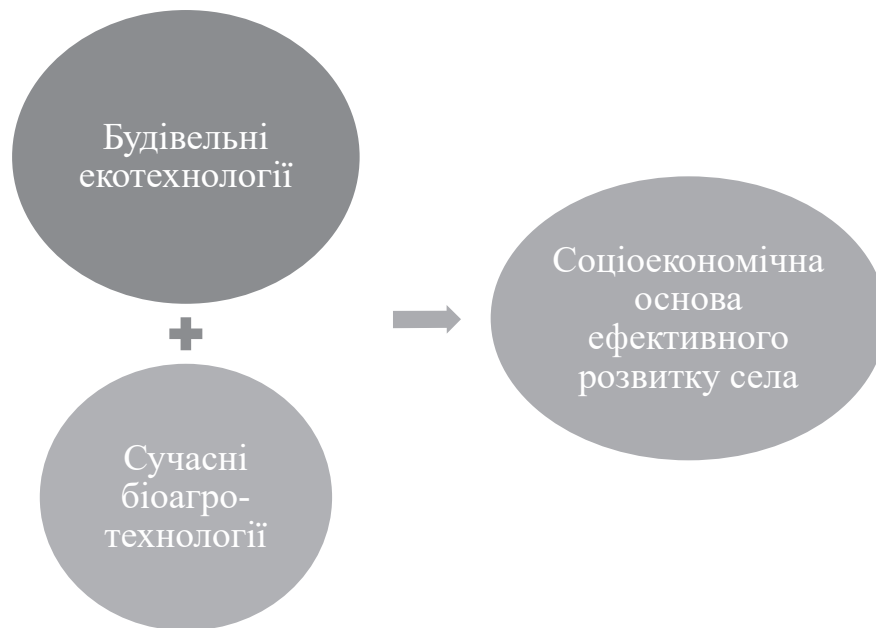 Будівельні
екотехнології
Сучасні
біоагро-
технології
Соціоекономічна
основа
ефективного
розвитку села